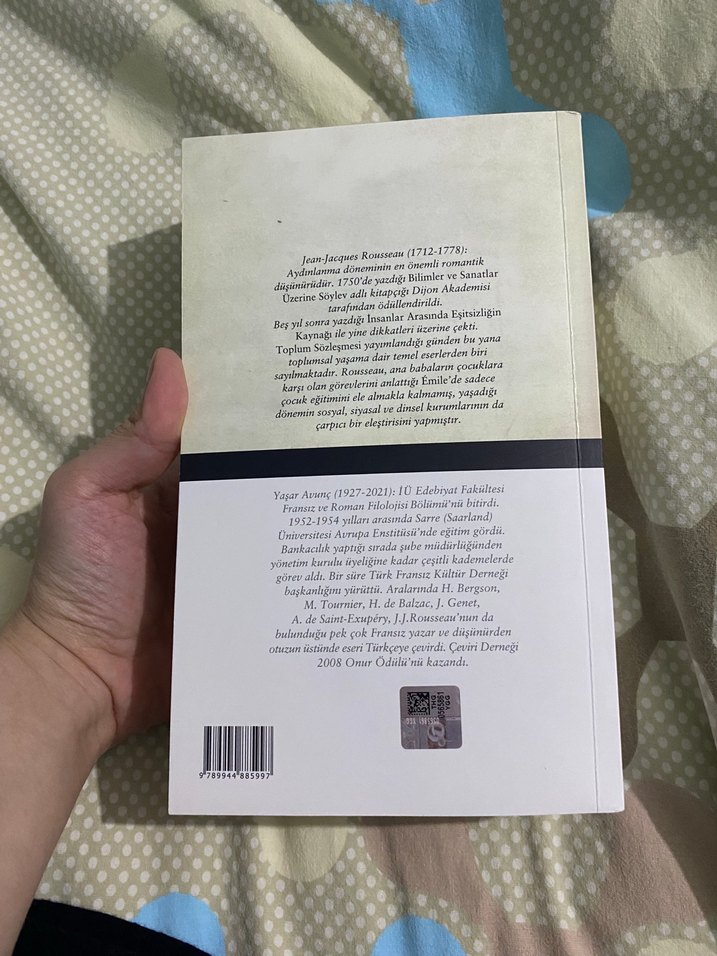 Jean-Jacques Rousseau (1712-1778):
Aydınlanma döneminin en önemli romantik
düşünürüdür. 1750'de yazdığı Bilimler ve Sanatlar
Üzerine Söylev adlı kitapçığı Dijon Akademisi
tarafından ödüllendirildi.
Beş yıl sonra yazdığı İnsanlar Arasında Eşitsizliğin
Kaynağı ile yine dikkatleri üzerine çekti.
Toplum Sözleşmesi yayımlandığı günden bu yana
toplumsal yaşama dair temel eserlerden biri
sayılmaktadır. Rousseau, ana babaların çocuklara
karşı olan görevlerini anlattığı Émile'de sadece
çocuk eğitimini ele almakla kalmamış, yaşadığı
dönemin sosyal, siyasal ve dinsel kurumlarının da
çarpıcı bir eleştirisini yapmıştır.
Yaşar Avunç (1927-2021): İÜ Edebiyat Fakültesi
Fransız ve Roman Filolojisi Bölümü'nü bitirdi.
1952-1954 yılları arasında Sarre (Saarland)
Üniversitesi Avrupa Enstitüsü'nde eğitim gördü.
Bankacılık yaptığı sırada şube müdürlüğünden
yönetim kurulu üyeliğine kadar çeşitli kademelerde
görev aldı. Bir süre Türk Fransız Kültür Derneği
başkanlığını yürüttü. Aralarında H. Bergson,
M. Tournier, H. de Balzac, J. Genet,
A. de Saint-Exupéry, J.J.Rousseau'nun da
bulunduğu pek çok Fransız yazar ve düşünürden
otuzun üstünde eseri Türkçeye çevirdi. Çeviri Derneği
2008 Onur Ödülü'nü kazandı.
9 789944 885997